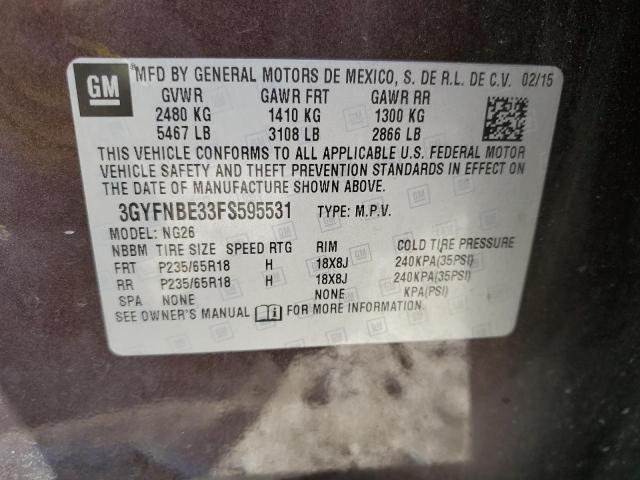 GM MFD BY GENERAL MOTORS DE MEXICO, S. DE R.L. DE C.V. 02/15
GVWR GAWR FRT GAWR RR
2480 KG 1410 KG 1300 KG
5467 LB 3108 LB 2866 LB
THIS VEHICLE CONFORMS TO ALL APPLICABLE U.S. FEDERAL MOTOR
VEHICLE SAFETY AND THEFT PREVENTION STANDARDS IN EFFECT ON
THE DATE OF MANUFACTURE SHOWN ABOVE.
3GYFNBE33FS595531 TYPE: M.P.V.
MODEL: NG26
NBBM TIRE SIZE SPEED RTG RIM COLD TIRE PRESSURE
FRT P235/65R18 H 18X8J 240KPA(35PSI)
RR P235/65R18 H 18X8J 240KPA(35PSI)
SPA NONE NONE KPA(PSI)
SEE OWNER'S MANUAL FOR MORE INFORMATION.